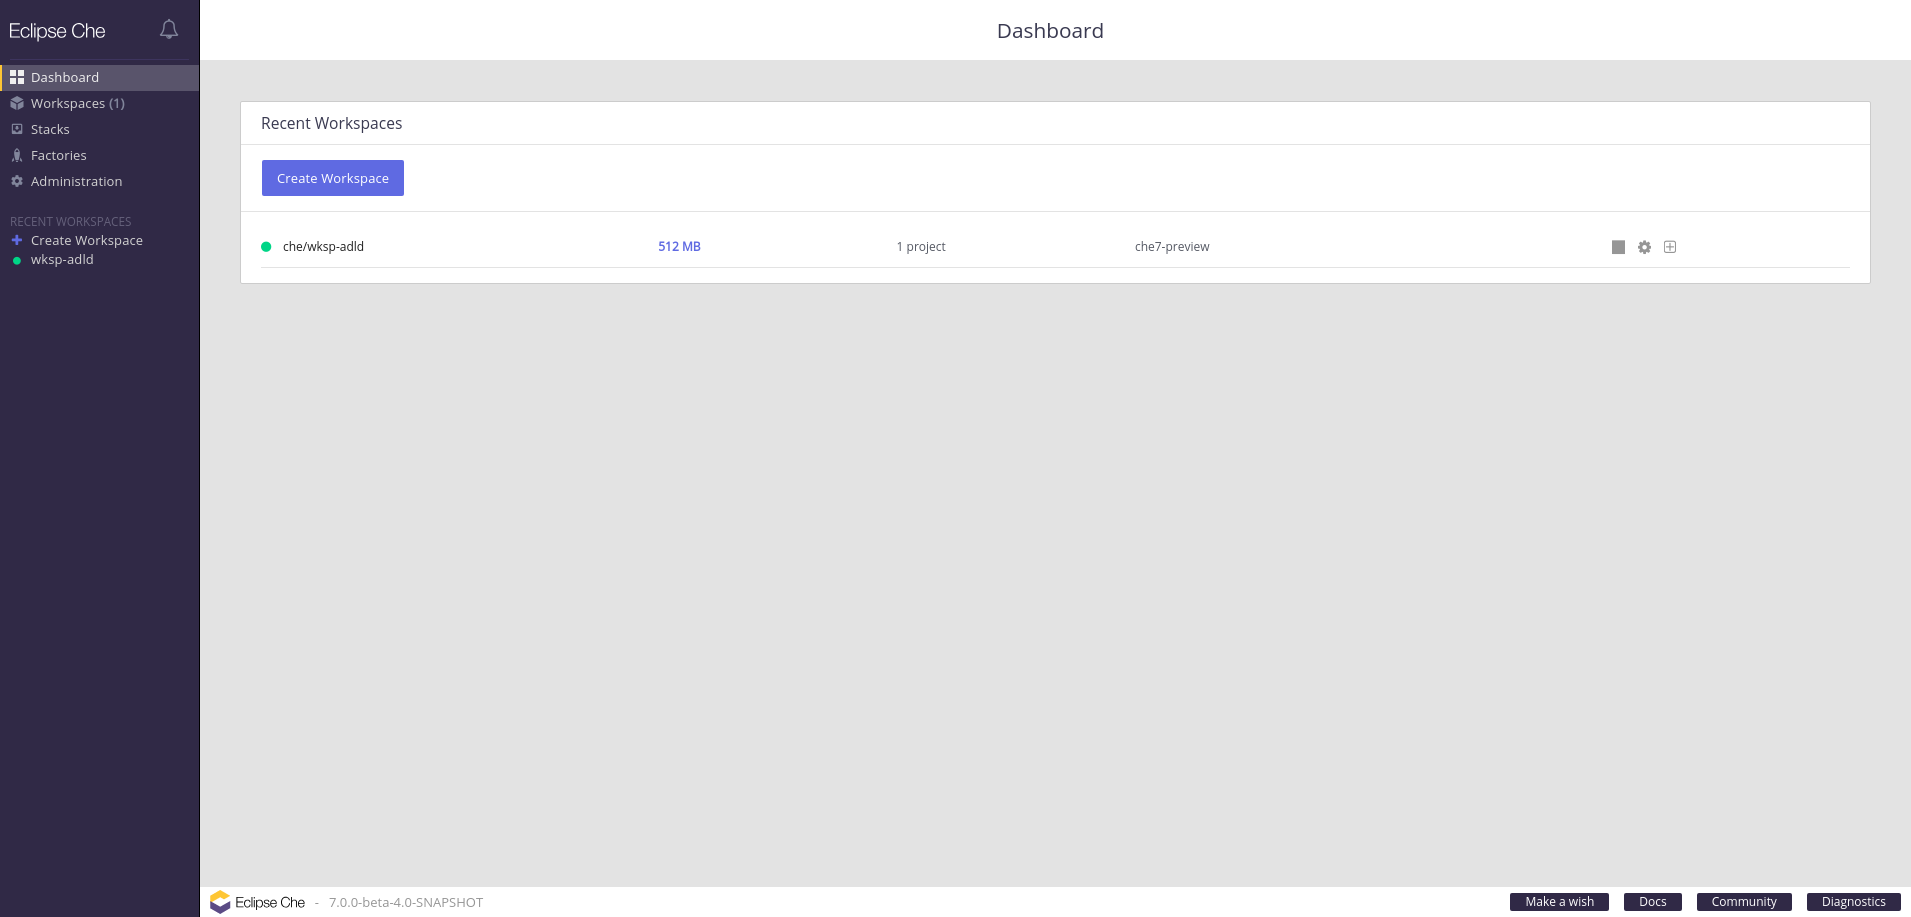 Eclipse Che
Dashboard
Workspaces (1)
Stacks
Factories
Administration
RECENT WORKSPACES
Create Workspace
wksp-adld
Dashboard
Recent Workspaces
Create Workspace
che/wksp-adld 512 MB 1 project che7-preview
Eclipse Che - 7.0.0-beta-4.0-SNAPSHOT
Make a wish Docs Community Diagnostics